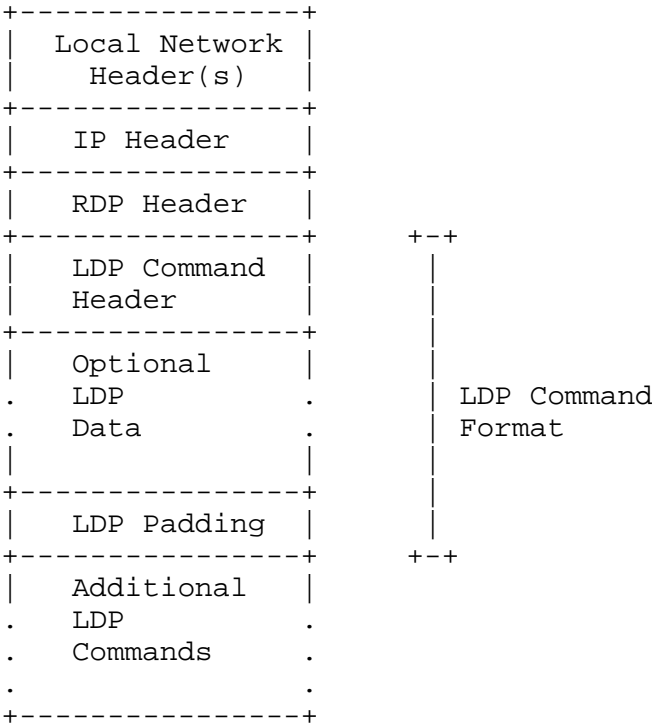 +----------------+
|  Local Network |
|    Header(s)   |
+----------------+
|   IP Header    |
+----------------+
|   RDP Header   |
+----------------+     +-+
|   LDP Command  |      |
|   Header       |      |
+----------------+      |
|   Optional     |      |
.   LDP          .      | LDP Command
.   Data         .      | Format
|                |      |
+----------------+      |
|   LDP Padding  |      |
+----------------+     +-+
|   Additional   |
.   LDP          .
.   Commands     .
.                .
+----------------+